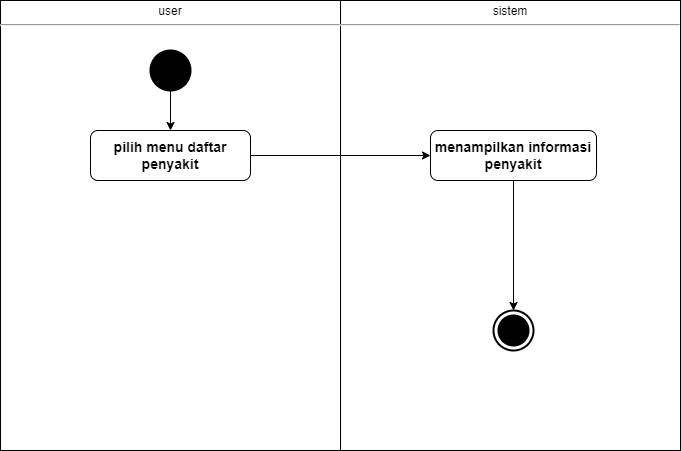 user
sistem
pilih menu daftar
penyakit
menampilkan informasi
penyakit